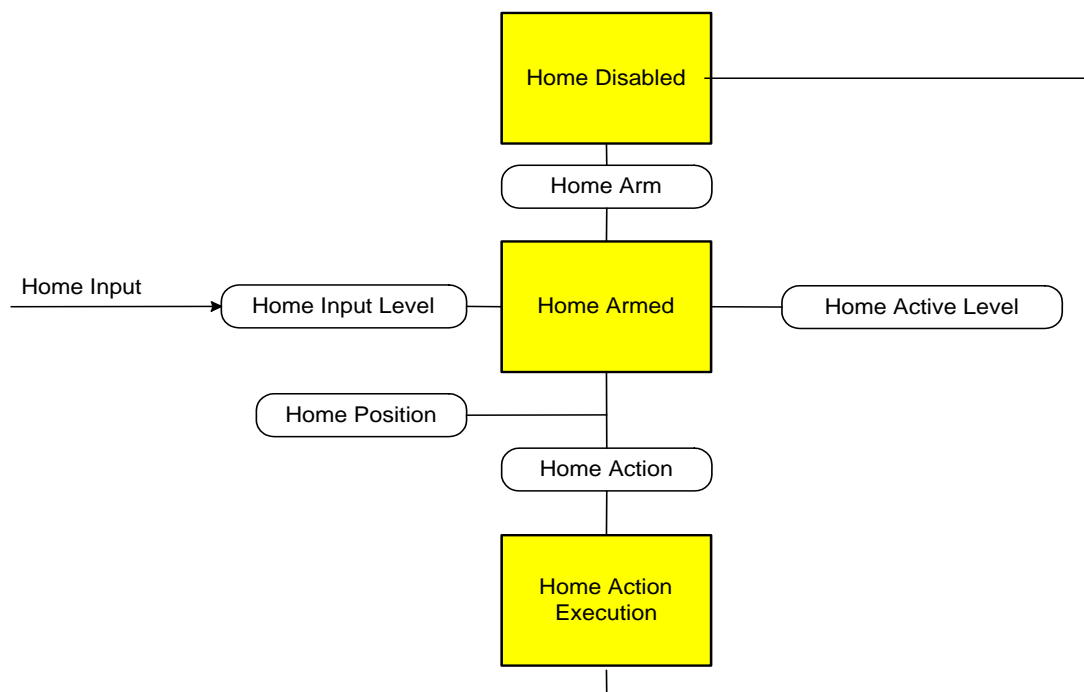 Home Disabled
Home Arm
Home Input
Home Input Level
Home Armed
Home Active Level
Home Position
Home Action
Home Action
Execution